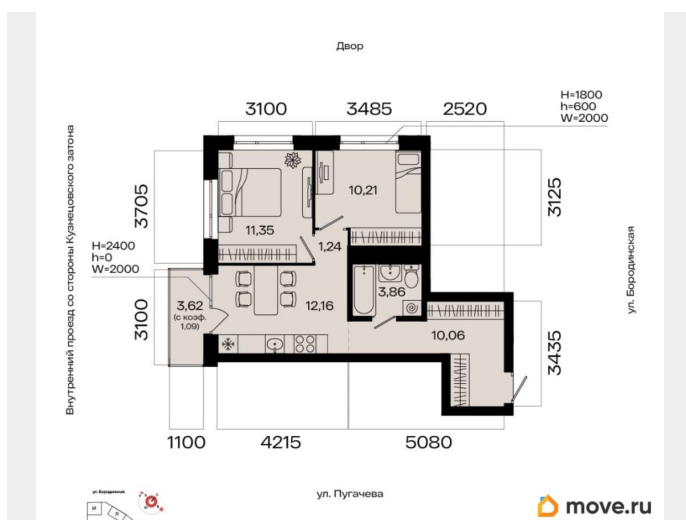 Двор
3100
3485
2520
H=1800
h=600
W=2000
Внутренний проезд со стороны Кузнецовского затона
3705
11,35
10,21
3125
1,24
H=2400
h=0
W=2000
3100
3,62
(с коэф.
1,09)
12,16
3,86
10,06
3435
ул. Бородинская
1100
4215
5080
ул. Бородинская
ул. Пугачева
move.ru